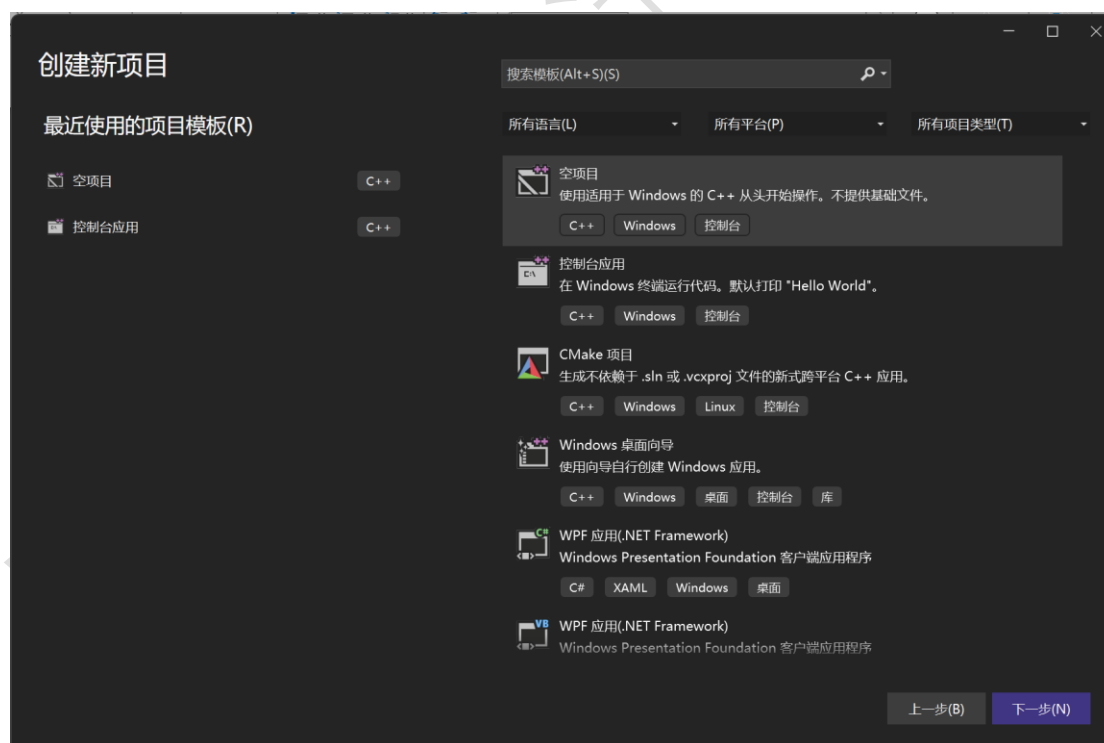 创建新项目
搜索模板(Alt+S)(S)
最近使用的项目模板(R)
所有语言(L) 所有平台(P) 所有项目类型(T)
空项目 C++
控制台应用 C++
空项目
使用适用于 Windows 的 C++ 从头开始操作。不提供基础文件。
C++ Windows 控制台
控制台应用
在 Windows 终端运行代码。默认打印 "Hello World"。
C++ Windows 控制台
CMake 项目
生成不依赖于 .sln 或 .vcxproj 文件的新式跨平台 C++ 应用。
C++ Windows Linux 控制台
Windows 桌面向导
使用向导自行创建 Windows 应用。
C++ Windows 桌面 控制台 库
WPF 应用(.NET Framework)
Windows Presentation Foundation 客户端应用程序
C# XAML Windows 桌面
WPF 应用(.NET Framework)
Windows Presentation Foundation 客户端应用程序
上一步(B) 下一步(N)